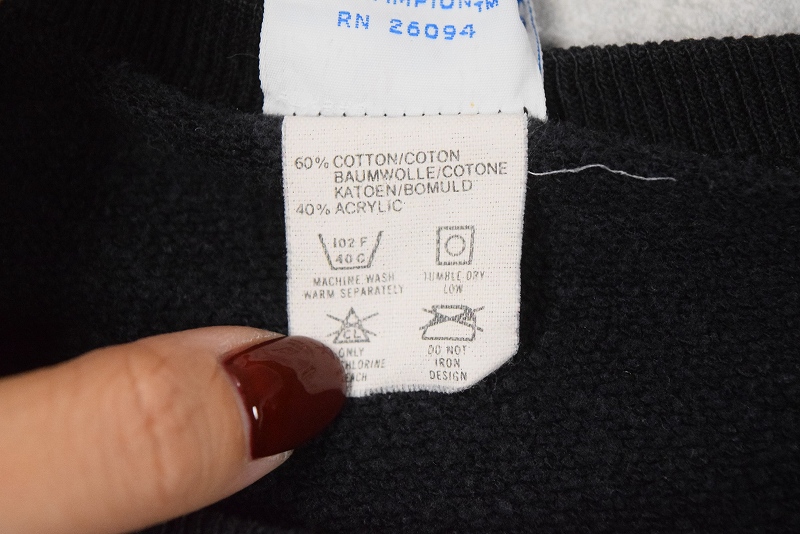 RN 26094
60% COTTON/COTON
BAUMWOLLE/COTONE
KATOEN/BOMULD
40% ACRYLIC
102 F
40 C
MACHINE WASH
WARM SEPARATELY
TUMBLE DRY
LOW
CL
ONLY
DO NOT
IRON
DESIGN